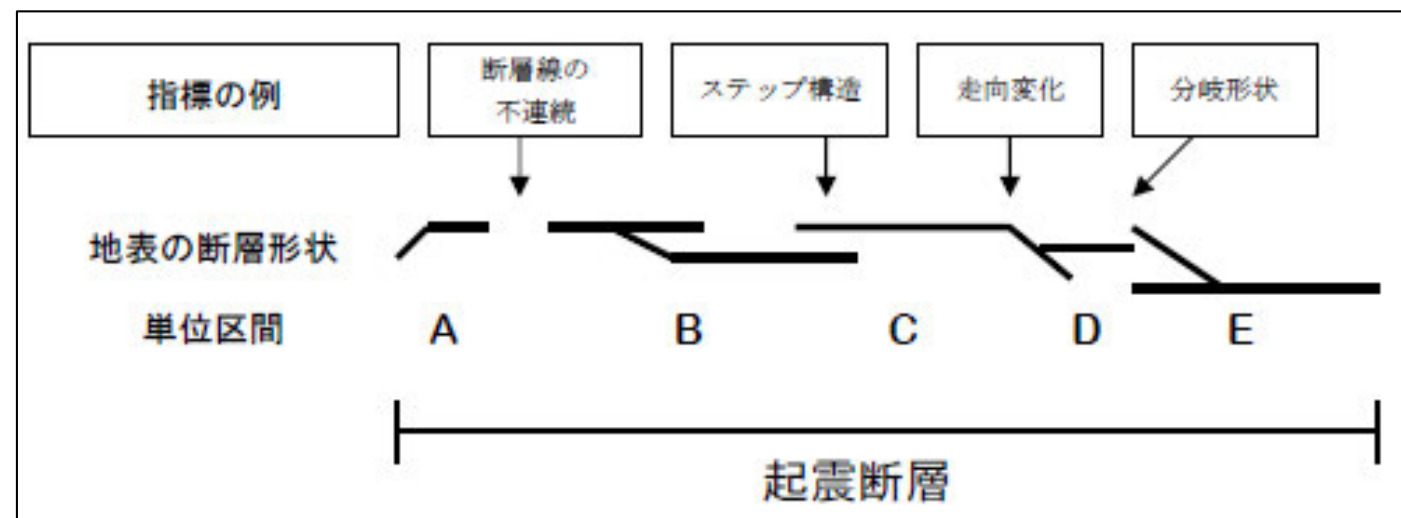 指標の例
断層線の
不連続
ステップ構造
走向変化
分岐形状
地表の断層形状
単位区間 A B C D E
起震断層